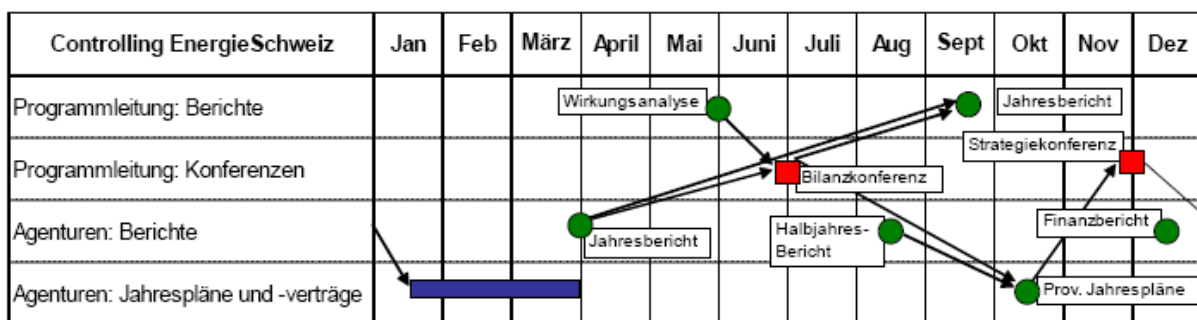 Controlling EnergieSchweiz Jan Feb März April Mai Juni Juli Aug Sept Okt Nov Dez
Programmleitung: Berichte
Wirkungsanalyse
Jahresbericht
Strategiekonferenz
Programmleitung: Konferenzen
Bilanzkonferenz
Agenturen: Berichte
Jahresbericht
Halbjahres-
Bericht
Finanzbericht
Agenturen: Jahrespläne und -verträge
Prov. Jahrespläne